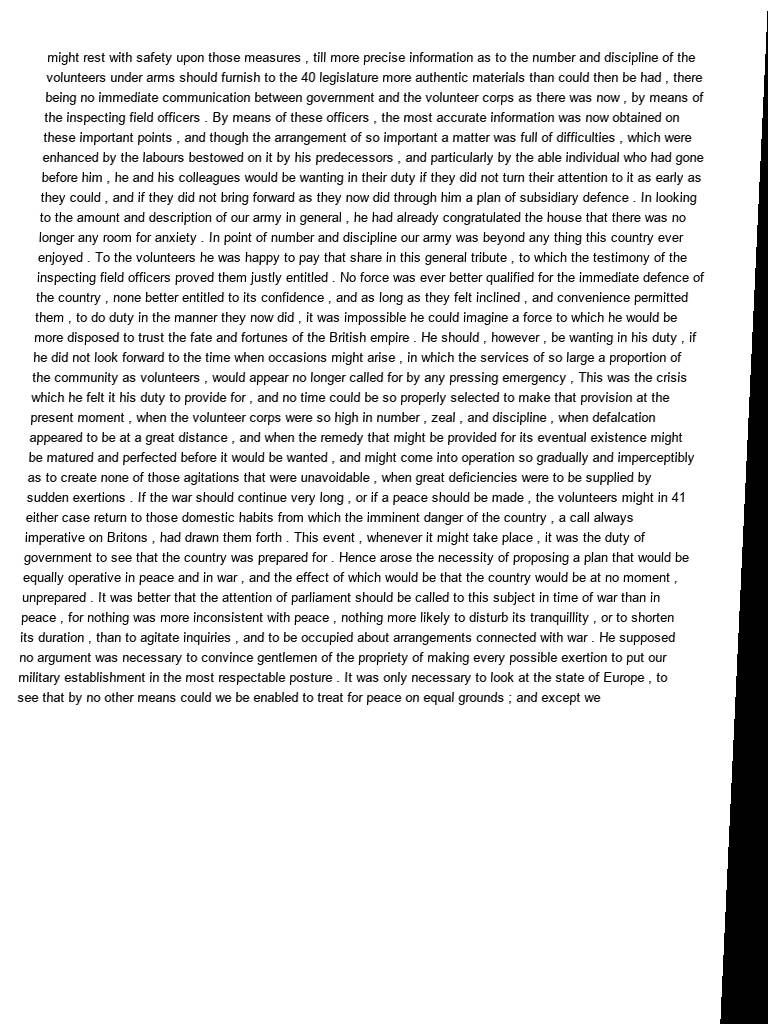 might rest with safety upon those measures , till more precise information as to the number and discipline of the
volunteers under arms should furnish to the 40 legislature more authentic materials than could then be had , there
being no immediate communication between government and the volunteer corps as there was now , by means of
the inspecting field officers . By means of these officers , the most accurate information was now obtained on
these important points , and though the arrangement of so important a matter was full of difficulties , which were
enhanced by the labours bestowed on it by his predecessors , and particularly by the able individual who had gone
before him , he and his colleagues would be wanting in their duty if they did not turn their attention to it as early as
they could , and if they did not bring forward as they now did through him a plan of subsidiary defence . In looking
to the amount and description of our army in general , he had already congratulated the house that there was no
longer any room for anxiety . In point of number and discipline our army was beyond any thing this country ever
enjoyed . To the volunteers he was happy to pay that share in this general tribute , to which the testimony of the
inspecting field officers proved them justly entitled . No force was ever better qualified for the immediate defence of
the country , none better entitled to its confidence , and as long as they felt inclined , and convenience permitted
them , to do duty in the manner they now did , it was impossible he could imagine a force to which he would be
more disposed to trust the fate and fortunes of the British empire . He should , however , be wanting in his duty , if
he did not look forward to the time when occasions might arise , in which the services of so large a proportion of
the community as volunteers , would appear no longer called for by any pressing emergency , This was the crisis
which he felt it his duty to provide for , and no time could be so properly selected to make that provision at the
present moment , when the volunteer corps were so high in number , zeal , and discipline , when defalcation
appeared to be at a great distance , and when the remedy that might be provided for its eventual existence might
be matured and perfected before it would be wanted , and might come into operation so gradually and imperceptibly
as to create none of those agitations that were unavoidable , when great deficiencies were to be supplied by
sudden exertions . If the war should continue very long , or if a peace should be made , the volunteers might in 41
either case return to those domestic habits from which the imminent danger of the country , a call always
imperative on Britons , had drawn them forth . This event , whenever it might take place , it was the duty of
government to see that the country was prepared for . Hence arose the necessity of proposing a plan that would be
equally operative in peace and in war , and the effect of which would be that the country would be at no moment ,
unprepared . It was better that the attention of parliament should be called to this subject in time of war than in
peace , for nothing was more inconsistent with peace , nothing more likely to disturb its tranquillity , or to shorten
its duration , than to agitate inquiries , and to be occupied about arrangements connected with war . He supposed
no argument was necessary to convince gentlemen of the propriety of making every possible exertion to put our
military establishment in the most respectable posture . It was only necessary to look at the state of Europe , to
see that by no other means could we be enabled to treat for peace on equal grounds ; and except we